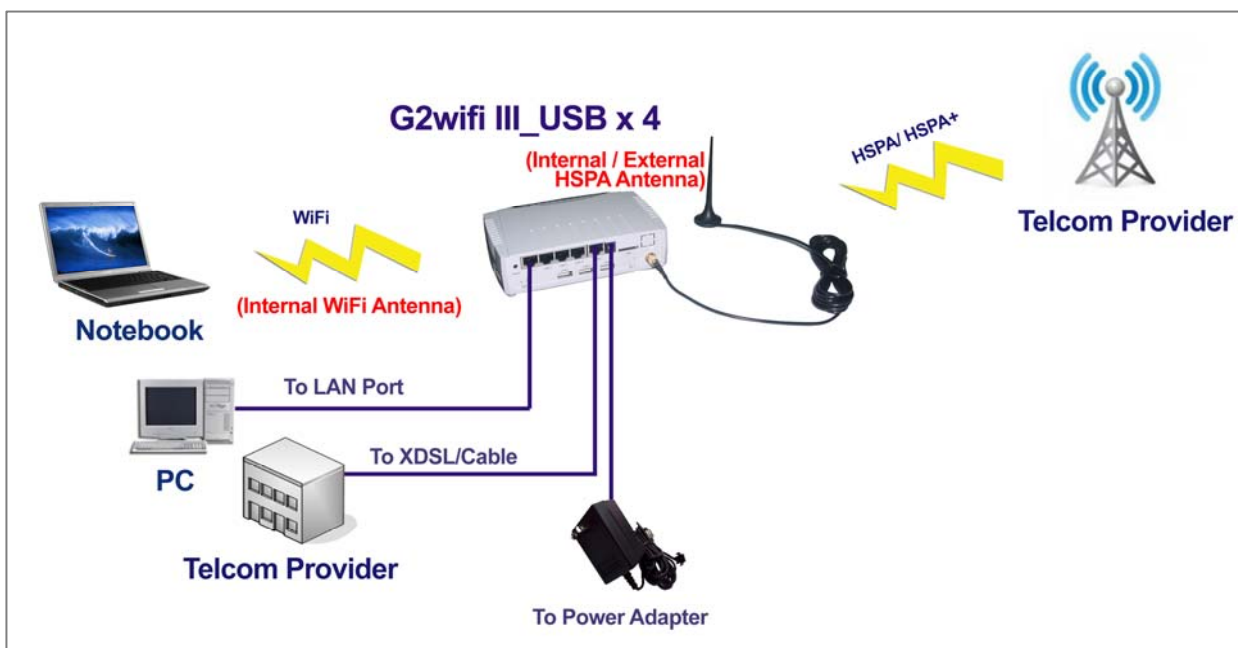 G2wifi III_USB x 4
(Internal / External
HSPA Antenna)
HSPA/ HSPA+
Telcom Provider
WiFi
(Internal WiFi Antenna)
Notebook
To LAN Port
PC
To XDSL/Cable
Telcom Provider
To Power Adapter